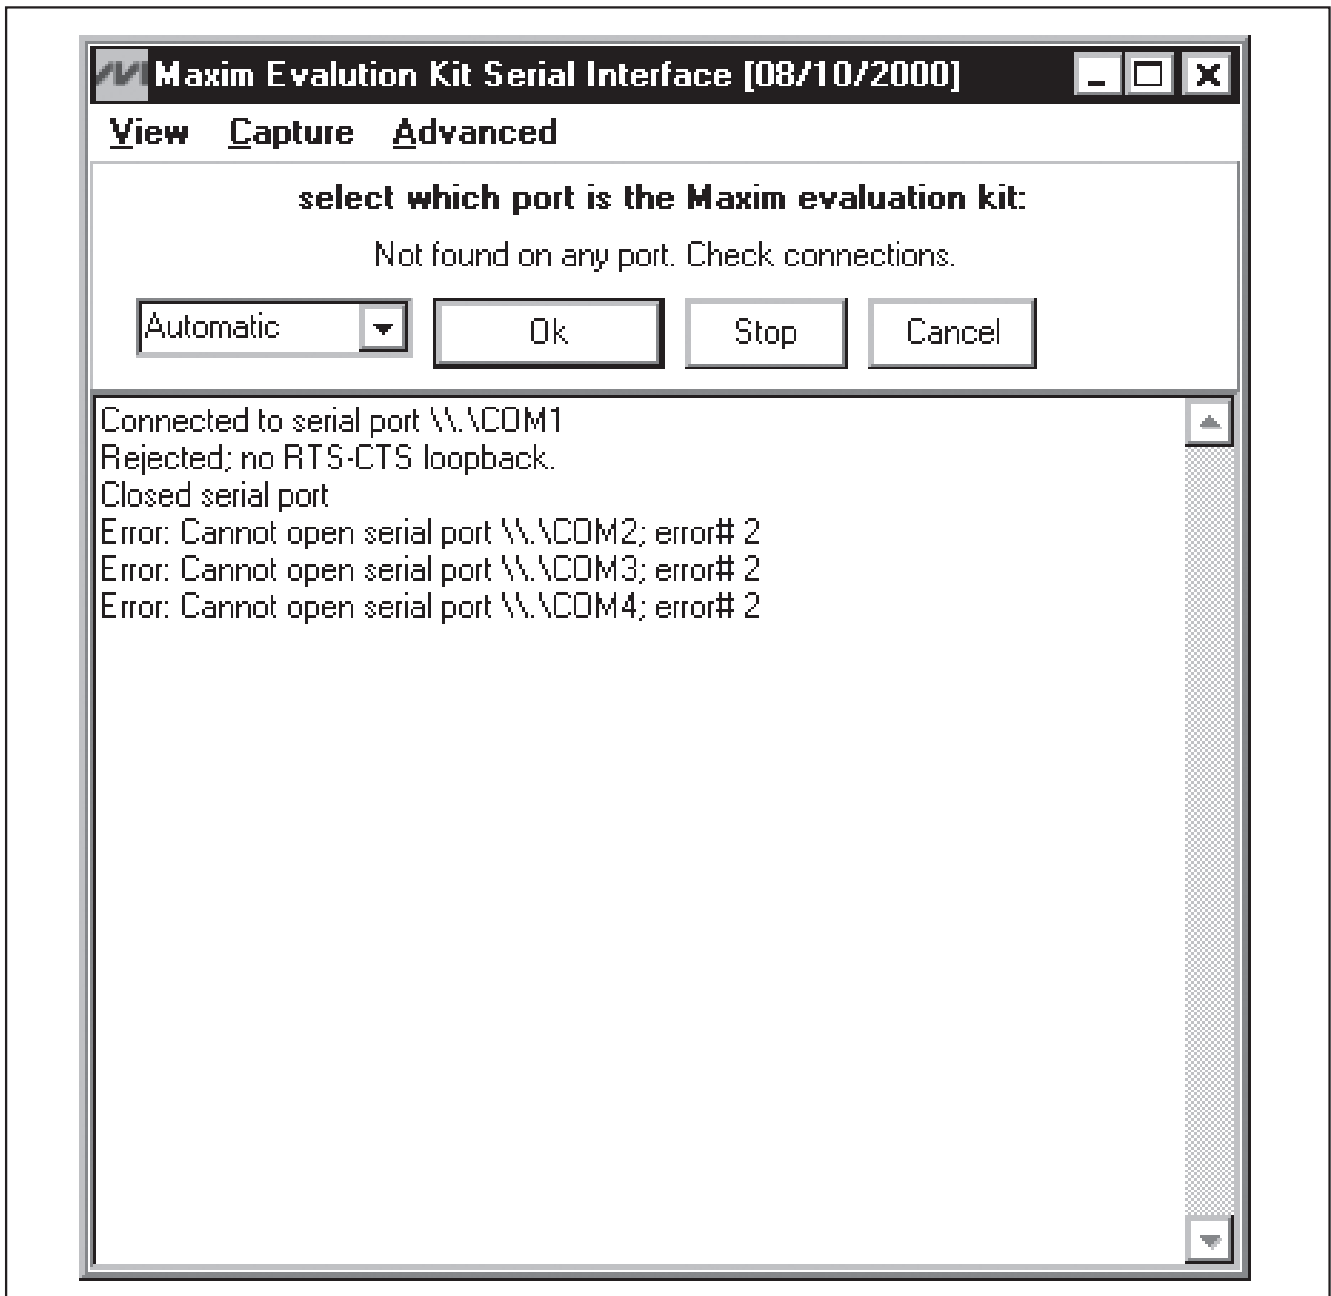 Maxim Evalution Kit Serial Interface [08/10/2000]
View Capture Advanced
select which port is the Maxim evaluation kit:
Not found on any port. Check connections.
Automatic Ok Stop Cancel
Connected to serial port \\.\COM1
Rejected; no RTS-CTS loopback.
Closed serial port
Error: Cannot open serial port \\.\COM2; error# 2
Error: Cannot open serial port \\.\COM3; error# 2
Error: Cannot open serial port \\.\COM4; error# 2